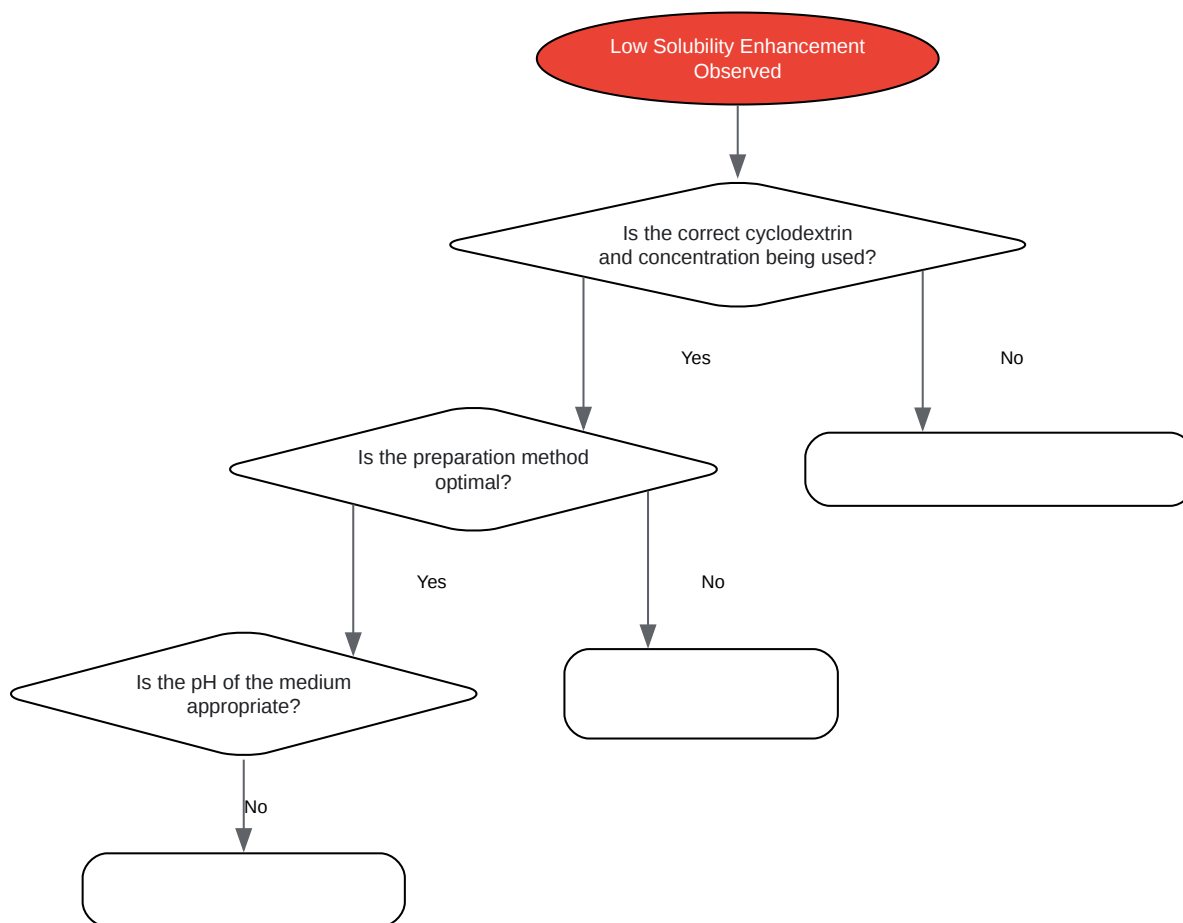 Low Solubility Enhancement
Observed
Is the correct cyclodextrin
and concentration being used?
Yes
No
Is the preparation method
optimal?
Yes
No
Is the pH of the medium
appropriate?
No